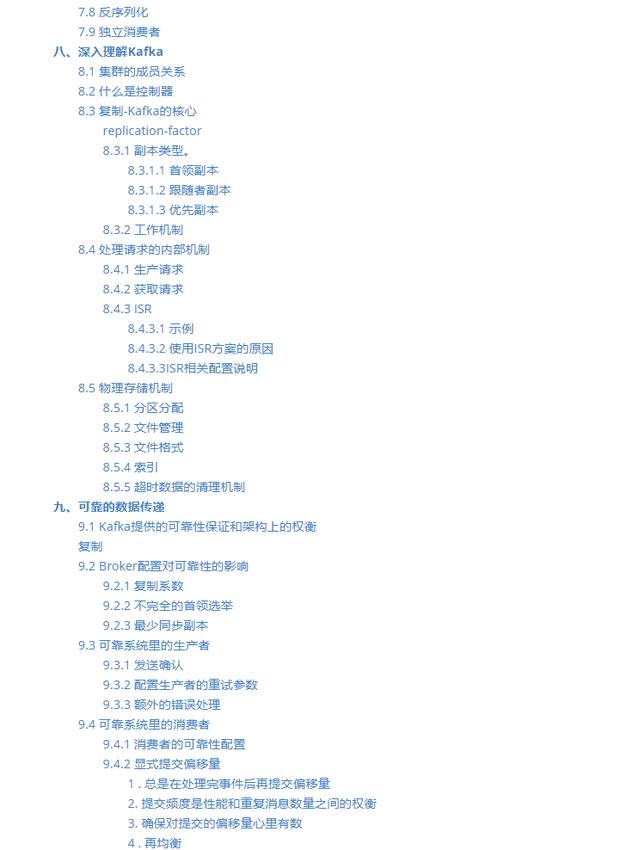 7.8 反序列化
7.9 独立消费者
八、深入理解Kafka
8.1 集群的成员关系
8.2 什么是控制器
8.3 复制-Kafka的核心
replication-factor
8.3.1 副本类型。
8.3.1.1 首领副本
8.3.1.2 跟随者副本
8.3.1.3 优先副本
8.3.2 工作机制
8.4 处理请求的内部机制
8.4.1 生产请求
8.4.2 获取请求
8.4.3 ISR
8.4.3.1 示例
8.4.3.2 使用ISR方案的原因
8.4.3.3ISR相关配置说明
8.5 物理存储机制
8.5.1 分区分配
8.5.2 文件管理
8.5.3 文件格式
8.5.4 索引
8.5.5 超时数据的清理机制
九、可靠的数据传递
9.1 Kafka提供的可靠性保证和架构上的权衡
复制
9.2 Broker配置对可靠性的影响
9.2.1 复制系数
9.2.2 不完全的首领选举
9.2.3 最少同步副本
9.3 可靠系统里的生产者
9.3.1 发送确认
9.3.2 配置生产者的重试参数
9.3.3 额外的错误处理
9.4 可靠系统里的消费者
9.4.1 消费者的可靠性配置
9.4.2 显式提交偏移量
1 . 总是在处理完事件后再提交偏移量
2. 提交频度是性能和重复消息数量之间的权衡
3. 确保对提交的偏移量心里有数
4 . 再均衡